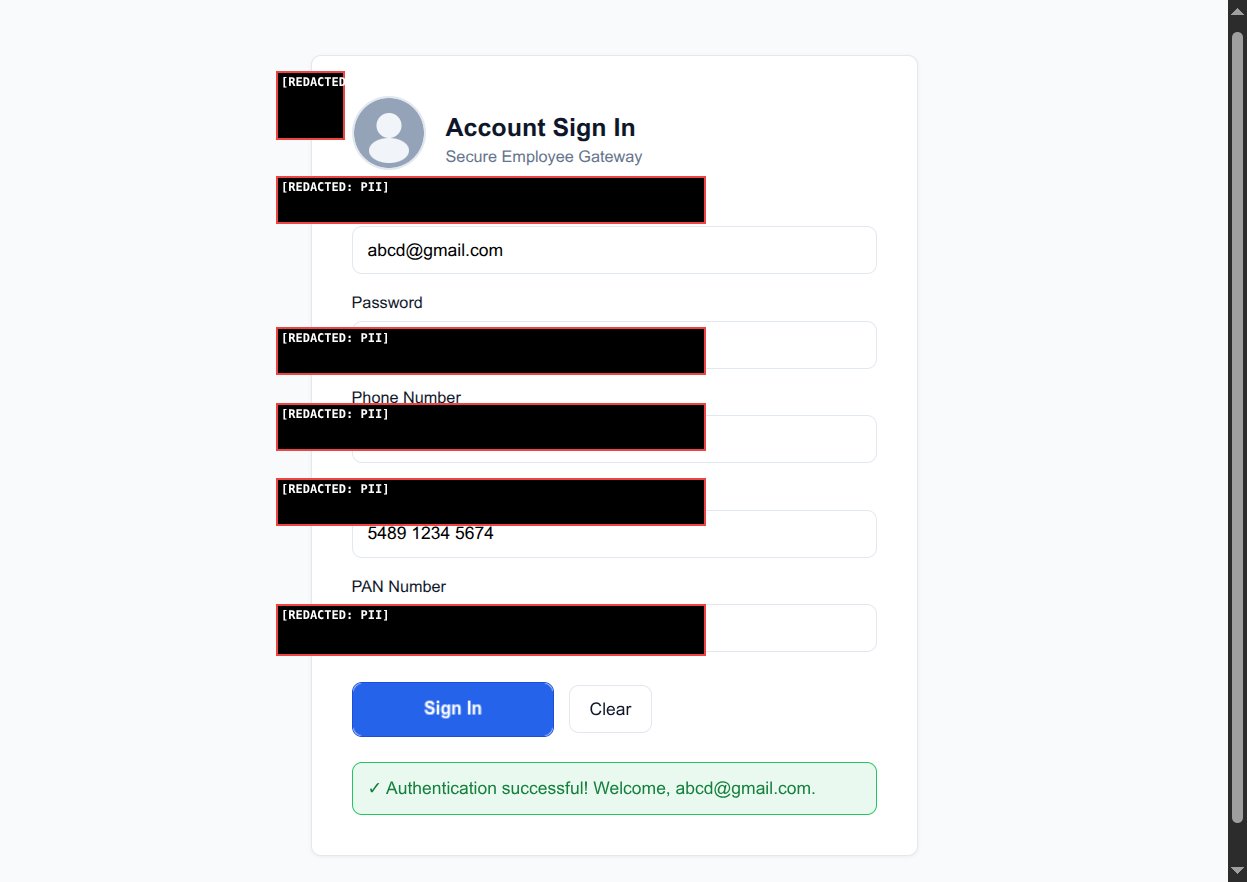 [REDACTED
Account Sign In
Secure Employee Gateway
[REDACTED: PII]
abcd@gmail.com
Password
[REDACTED: PII]
Phone Number
[REDACTED: PII]
[REDACTED: PII]
5489 1234 5674
PAN Number
[REDACTED: PII]
Sign In
Clear
✓ Authentication successful! Welcome, abcd@gmail.com.